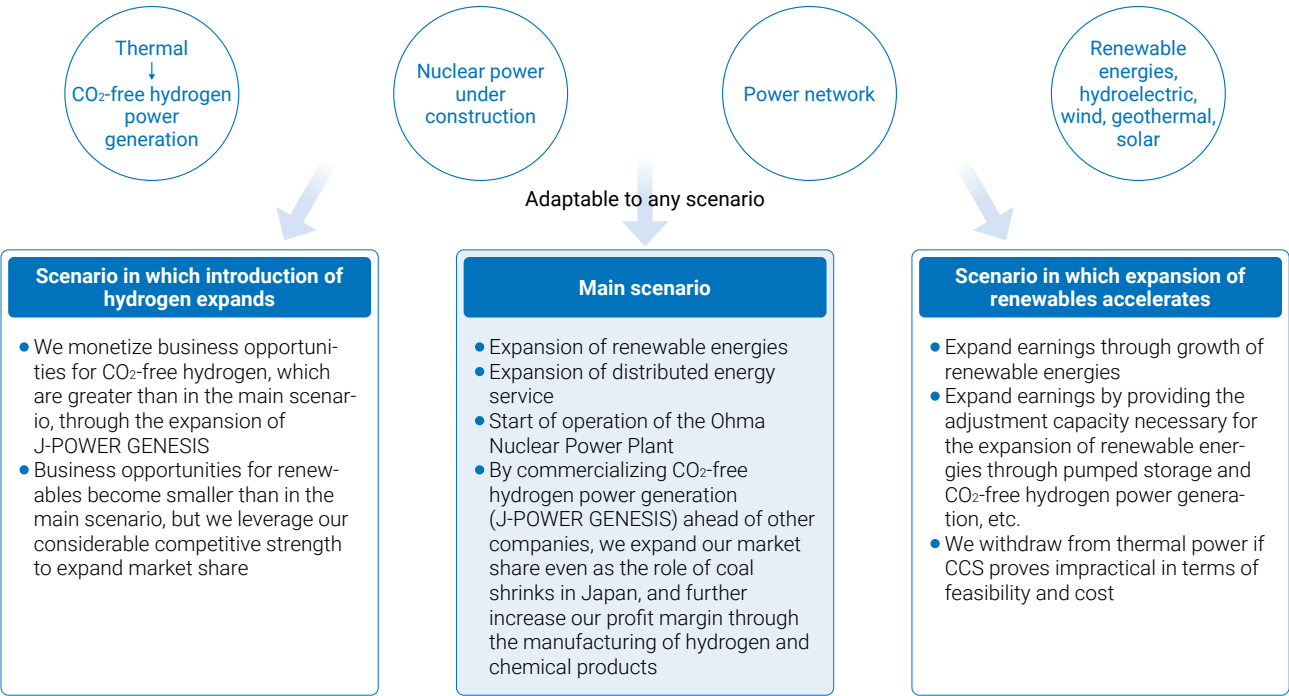 Thermal
↓
CO2-free hydrogen
power
generation
Nuclear power
under
construction
Power network
Renewable
energies,
hydroelectric,
wind, geothermal,
solar
Adaptable to any scenario
Scenario in which introduction of
hydrogen expands
● We monetize business opportuni-
ties for CO2-free hydrogen, which
are greater than in the main scenar-
io, through the expansion of
J-POWER GENESIS
● Business opportunities for renew-
ables become smaller than in the
main scenario, but we leverage our
considerable competitive strength
to expand market share
Main scenario
● Expansion of renewable energies
● Expansion of distributed energy
service
● Start of operation of the Ohma
Nuclear Power Plant
● By commercializing CO2-free
hydrogen power generation
(J-POWER GENESIS) ahead of other
companies, we expand our market
share even as the role of coal
shrinks in Japan, and further
increase our profit margin through
the manufacturing of hydrogen and
chemical products
Scenario in which expansion of
renewables accelerates
● Expand earnings through growth of
renewable energies
● Expand earnings by providing the
adjustment capacity necessary for
the expansion of renewable ener-
gies through pumped storage and
CO2-free hydrogen power genera-
tion, etc.
● We withdraw from thermal power if
CCS proves impractical in terms of
feasibility and cost